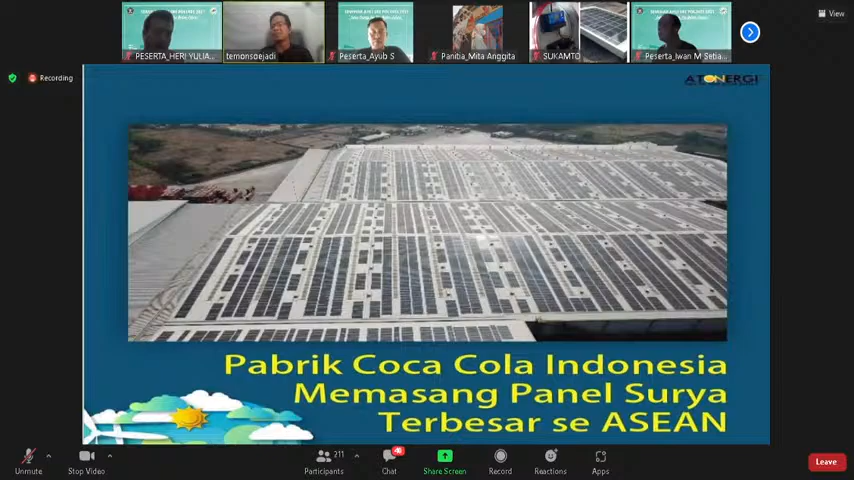 View
PESERTA_HERI YULIA...
temonsoejadi
Peserta_Ayub S
Panitia_Mita Anggita
SUKAMTO
Peserta_Iwan M Setia...
Recording
ATONERGI
Pabrik Coca Cola Indonesia
Memasang Panel Surya
Terbesar se ASEAN
Unmute
Stop Video
211
Participants
48
Chat
Share Screen
Record
Reactions
Apps
Leave